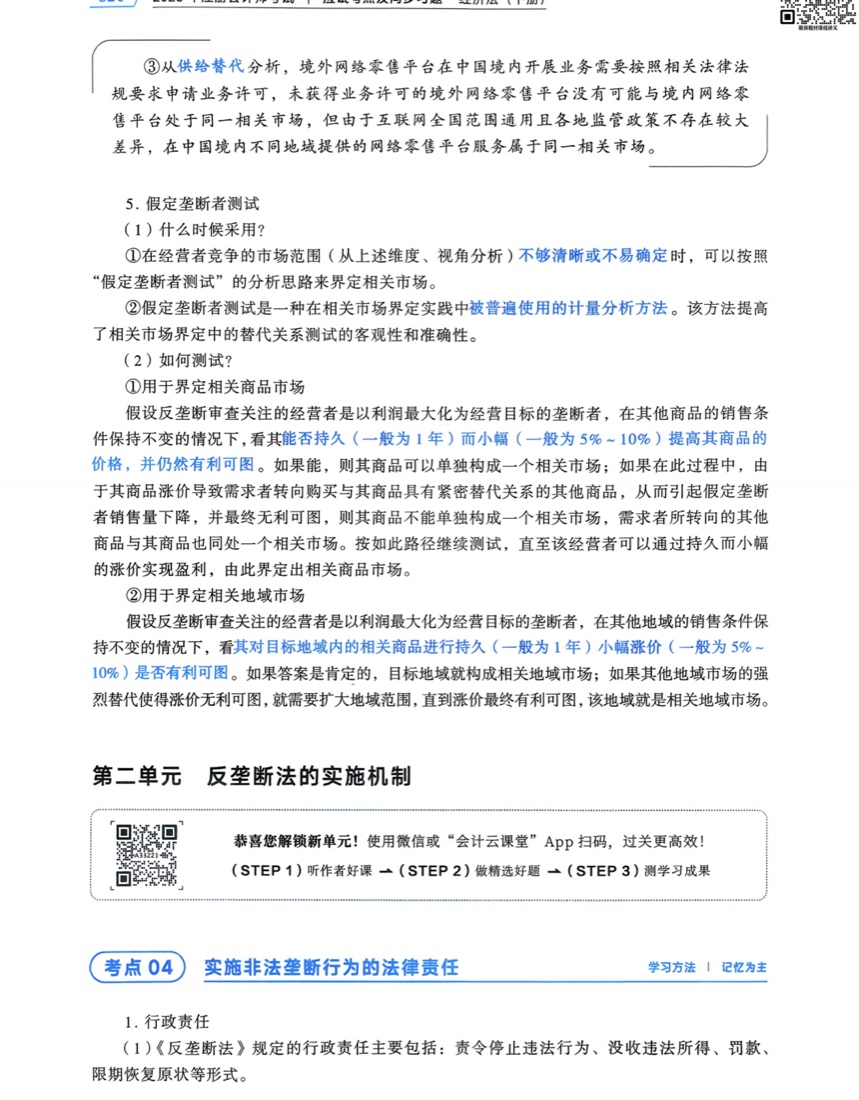 ③从供给替代分析，境外网络零售平台在中国境内开展业务需要按照相关法律法
规要求申请业务许可，未获得业务许可的境外网络零售平台没有可能与境内网络零
售平台处于同一相关市场，但由于互联网全国范围通用且各地监管政策不存在较大
差异，在中国境内不同地域提供的网络零售平台服务属于同一相关市场。
5. 假定垄断者测试
（1）什么时候采用？
①在经营者竞争的市场范围（从上述维度、视角分析）不够清晰或不易确定时，可以按照
“假定垄断者测试”的分析思路来界定相关市场。
②假定垄断者测试是一种在相关市场界定实践中被普遍使用的计量分析方法。该方法提高
了相关市场界定中的替代关系测试的客观性和准确性。
（2）如何测试？
①用于界定相关商品市场
假设反垄断审查关注的经营者是以利润最大化为经营目标的垄断者，在其他商品的销售条
件保持不变的情况下，看其能否持久（一般为 1 年）而小幅（一般为 5% ~ 10%）提高其商品的
价格，并仍然有利可图。如果能，则其商品可以单独构成一个相关市场；如果在此过程中，由
于其商品涨价导致需求者转向购买与其商品具有紧密替代关系的其他商品，从而引起假定垄断
者销售量下降，并最终无利可图，则其商品不能单独构成一个相关市场，需求者所转向的其他
商品与其商品也同处一个相关市场。按如此路径继续测试，直至该经营者可以通过持久而小幅
的涨价实现盈利，由此界定出相关商品市场。
②用于界定相关地域市场
假设反垄断审查关注的经营者是以利润最大化为经营目标的垄断者，在其他地域的销售条件保
持不变的情况下，看其对目标地域内的相关商品进行持久（一般为 1 年）小幅涨价（一般为 5% ~
10%）是否有利可图。如果答案是肯定的，目标地域就构成相关地域市场；如果其他地域市场的强
烈替代使得涨价无利可图，就需要扩大地域范围，直到涨价最终有利可图，该地域就是相关地域市场。
第二单元 反垄断法的实施机制
恭喜您解锁新单元！使用微信或“会计云课堂”App 扫码，过关更高效！
（STEP 1）听作者好课 ⇀（STEP 2）做精选好题 ⇀（STEP 3）测学习成果
考点 04 实施非法垄断行为的法律责任 学习方法 | 记忆为主
1. 行政责任
（1）《反垄断法》规定的行政责任主要包括：责令停止违法行为、没收违法所得、罚款、
限期恢复原状等形式。